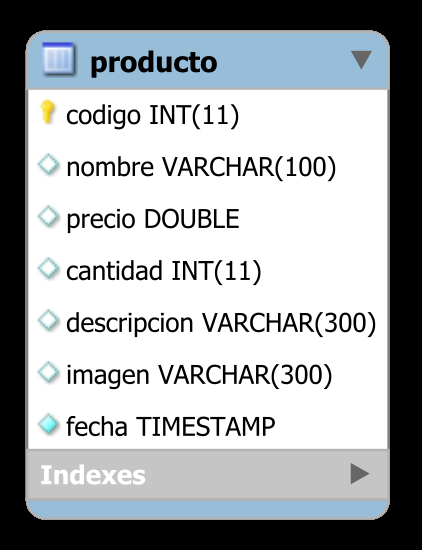 producto
codigo INT(11)
nombre VARCHAR(100)
precio DOUBLE
cantidad INT(11)
descripcion VARCHAR(300)
imagen VARCHAR(300)
fecha TIMESTAMP
Indexes